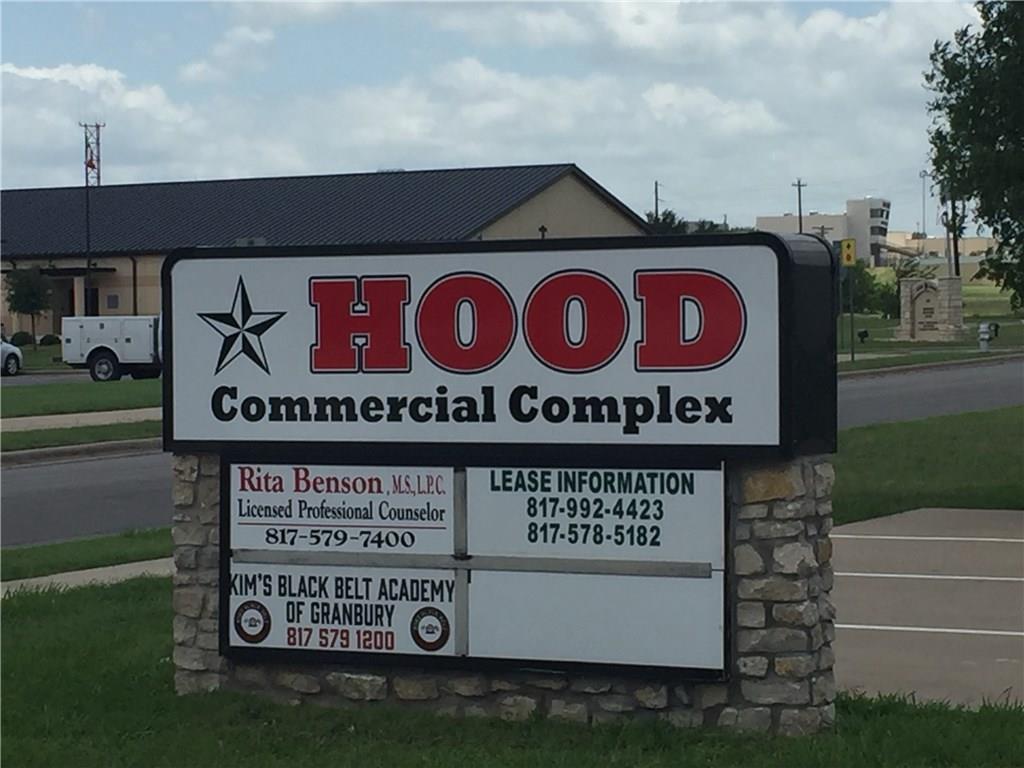 HOOD
Commercial Complex
Rita Benson, M.S., L.P.C.
Licensed Professional Counselor
817-579-7400
LEASE INFORMATION
817-992-4423
817-578-5182
KIM'S BLACK BELT ACADEMY
OF GRANBURY
817 579 1200